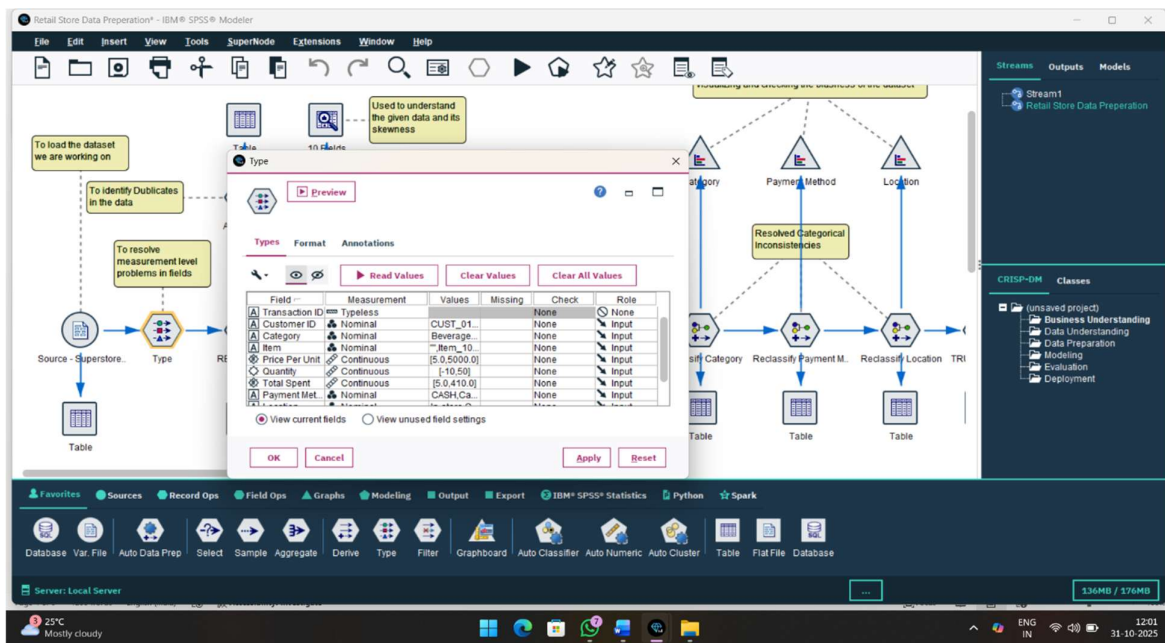 Retail Store Data Preperation* - IBM® SPSS® Modeler
File Edit Insert View Tools SuperNode Extensions Window Help
Streams Outputs Models
Stream1
Retail Store Data Preperation
Visualizing and checking the biasness of the dataset
Used to understand
the given data and its
skewness
To load the dataset
we are working on
To identify Dublicates
in the data
To resolve
measurement level
problems in fields
Resolved Categorical
Inconsistencies
Table
10 Fields
Payment Method
Location
Source - Superstore..
Type
Reclassify Payment M..
Reclassify Location
Table
Table
Table
Table
Type
Preview
Types Format Annotations
Read Values Clear Values Clear All Values
Field Measurement Values Missing Check Role
Transaction ID Typeless None None
Customer ID Nominal CUST_01... None Input
Category Nominal Beverage... None Input
Item Nominal "",Item_10... None Input
Price Per Unit Continuous [5.0,5000.0] None Input
Quantity Continuous [-10,50] None Input
Total Spent Continuous [5.0,410.0] None Input
Payment Met... Nominal CASH,Ca... None Input
View current fields View unused field settings
OK Cancel Apply Reset
CRISP-DM Classes
(unsaved project)
Business Understanding
Data Understanding
Data Preparation
Modeling
Evaluation
Deployment
Favorites Sources Record Ops Field Ops Graphs Modeling Output Export IBM® SPSS® Statistics Python Spark
Database Var. File Auto Data Prep Select Sample Aggregate Derive Type Filter Graphboard Auto Classifier Auto Numeric Auto Cluster Table Flat File Database
Server: Local Server
...
136MB / 176MB
3
25°C
Mostly cloudy
7
ENG
IN
12:01
31-10-2025